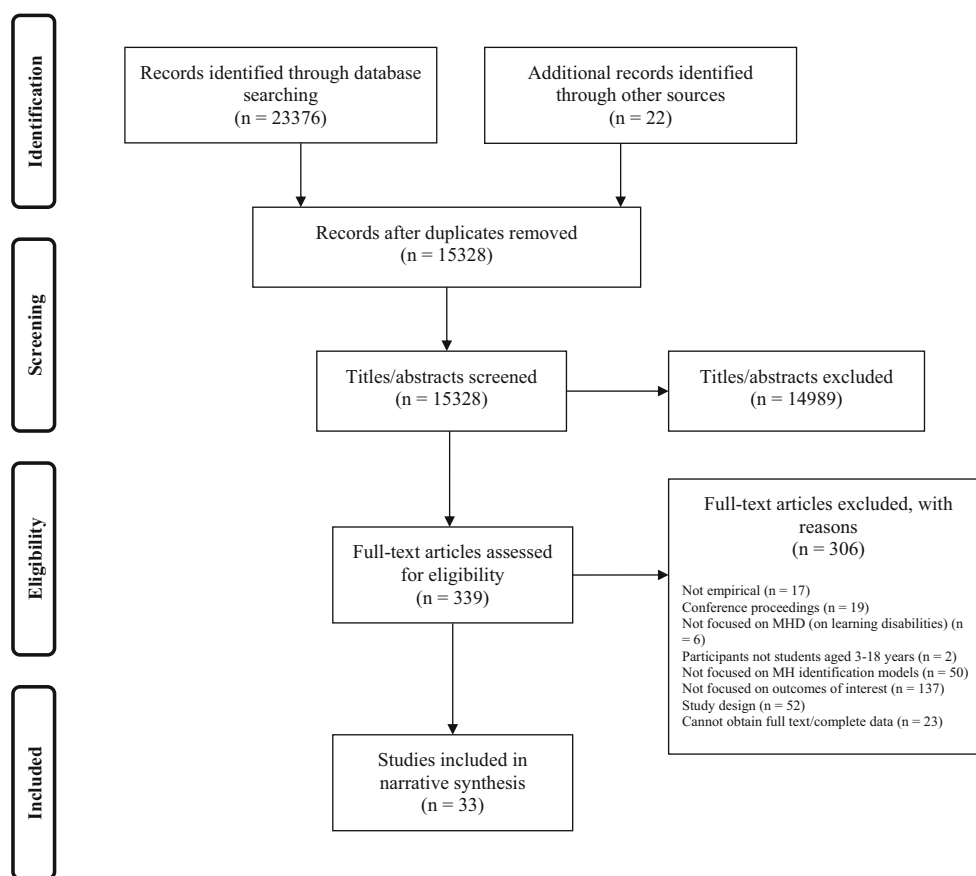 Identification
Records identified through database
searching
(n = 23376)
Additional records identified
through other sources
(n = 22)
Records after duplicates removed
(n = 15328)
Screening
Titles/abstracts screened
(n = 15328)
Titles/abstracts excluded
(n = 14989)
Eligibility
Full-text articles assessed
for eligibility
(n = 339)
Full-text articles excluded, with
reasons
(n = 306)
Not empirical (n = 17)
Conference proceedings (n = 19)
Not focused on MHD (on learning disabilities) (n
= 6)
Participants not students aged 3-18 years (n = 2)
Not focused on MH identification models (n = 50)
Not focused on outcomes of interest (n = 137)
Study design (n = 52)
Cannot obtain full text/complete data (n = 23)
Included
Studies included in
narrative synthesis
(n = 33)